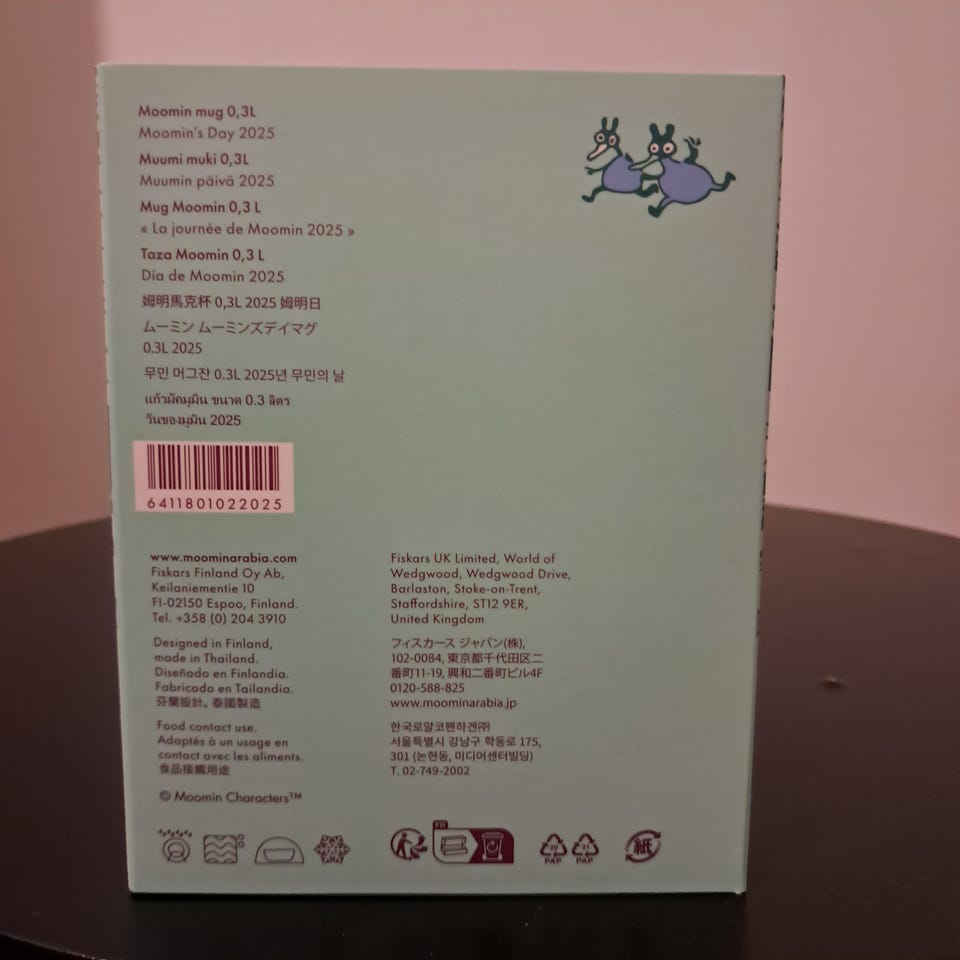 Moomin mug 0,3L
Moomin's Day 2025
Muumi muki 0,3L
Muumin päivä 2025
Mug Moomin 0,3 L
« La journée de Moomin 2025 »
Taza Moomin 0,3 L
Día de Moomin 2025
姆明馬克杯 0,3L 2025 姆明日
ムーミン ムーミンズデイマグ
0.3L 2025
무민 머그잔 0.3L 2025년 무민의 날
แก้วมัคมูมิน ขนาด 0.3 ลิตร
วันของมูมิน 2025
6411801022025
www.moominarabia.com
Fiskars Finland Oy Ab,
Keilaniementie 10
FI-02150 Espoo, Finland.
Tel. +358 (0) 204 3910
Designed in Finland,
made in Thailand.
Diseñado en Finlandia.
Fabricado en Tailandia.
芬蘭設計。泰國製造
Food contact use.
Adaptés à un usage en
contact avec les aliments.
食品接觸用途
© Moomin Characters™
Fiskars UK Limited, World of
Wedgwood, Wedgwood Drive,
Barlaston, Stoke-on-Trent,
Staffordshire, ST12 9ER,
United Kingdom
フィスカース ジャパン(株),
102-0084, 東京都千代田区二
番町11-19, 興和二番町ビル4F
0120-588-825
www.moominarabia.jp
한국로얄코펜하겐㈜
서울특별시 강남구 학동로 175,
301 (논현동, 미디어센터빌딩)
T. 02-749-2002
FR
20 21
PAP PAP
紙